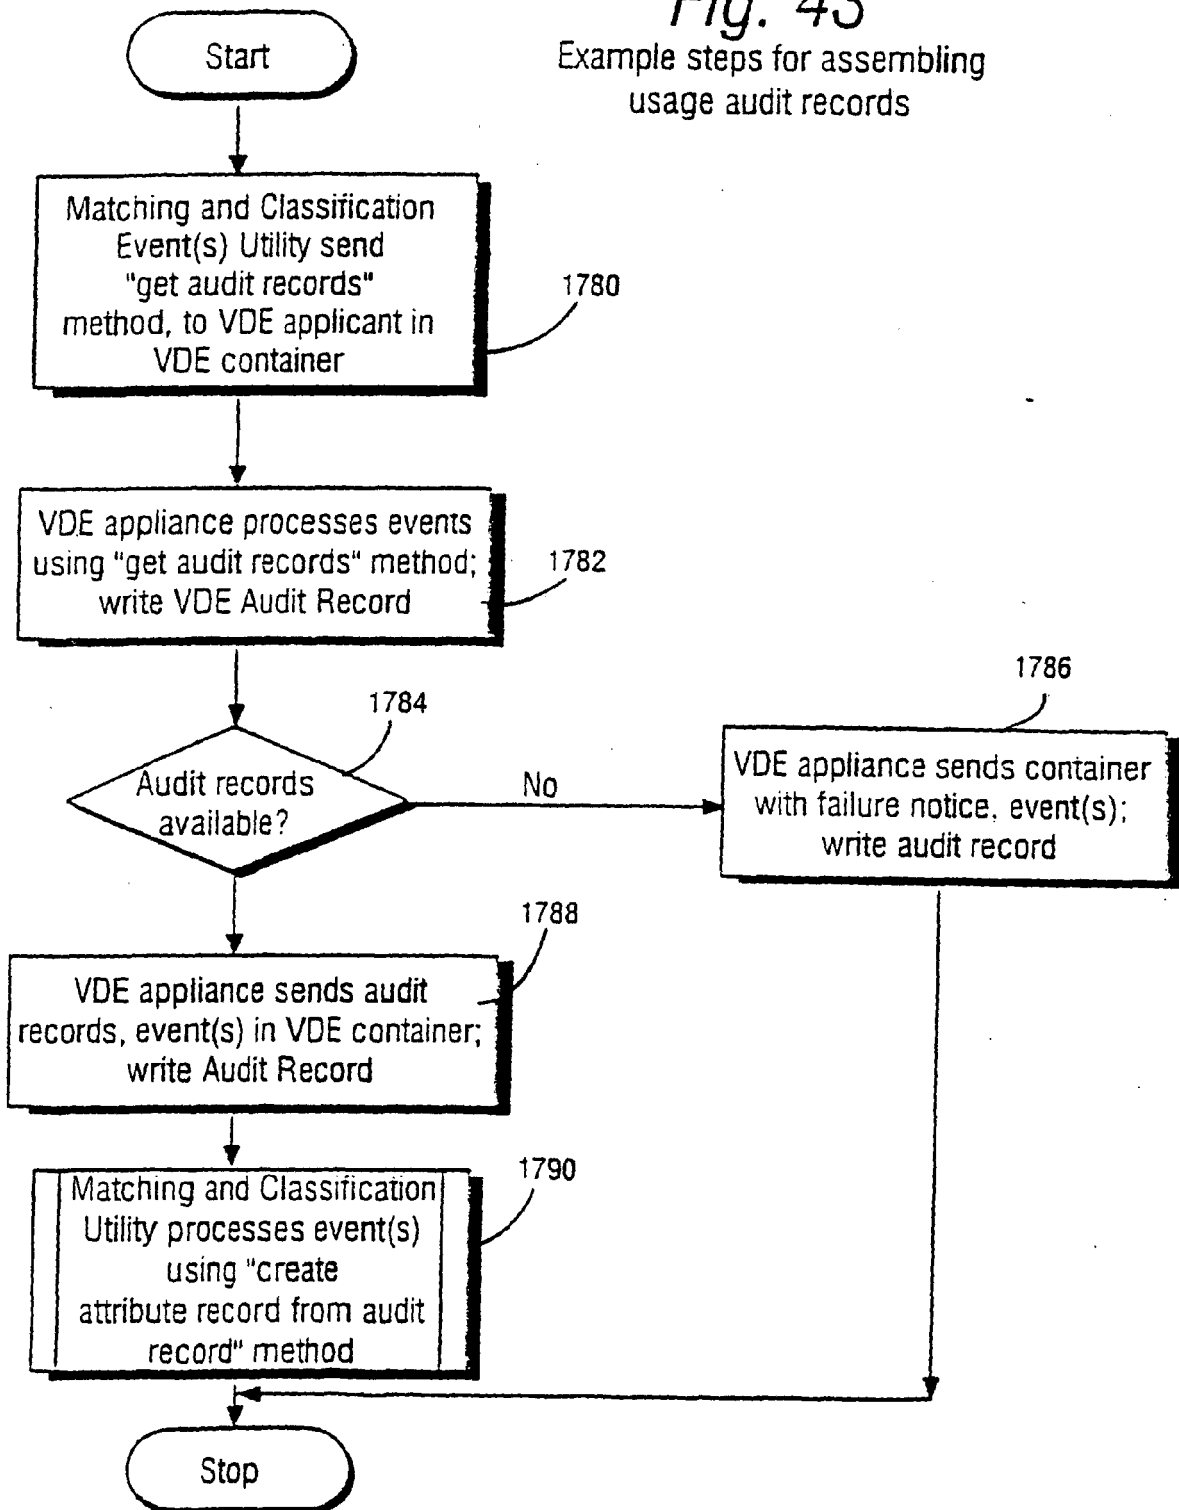 Fig. 43
Example steps for assembling
usage audit records
Start
Matching and Classification
Event(s) Utility send
"get audit records"
method, to VDE applicant in
VDE container
1780
VDE appliance processes events
using "get audit records" method;
write VDE Audit Record
1782
1784
Audit records
available?
No
1786
VDE appliance sends container
with failure notice, event(s);
write audit record
1788
VDE appliance sends audit
records, event(s) in VDE container;
write Audit Record
1790
Matching and Classification
Utility processes event(s)
using "create
attribute record from audit
record" method
Stop